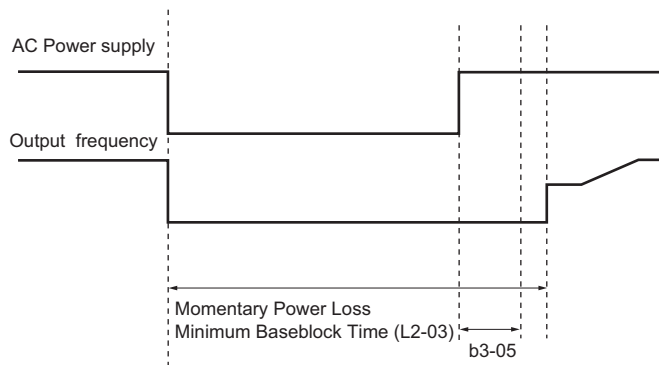 AC Power supply
Output frequency
Momentary Power Loss
Minimum Baseblock Time (L2-03)
b3-05